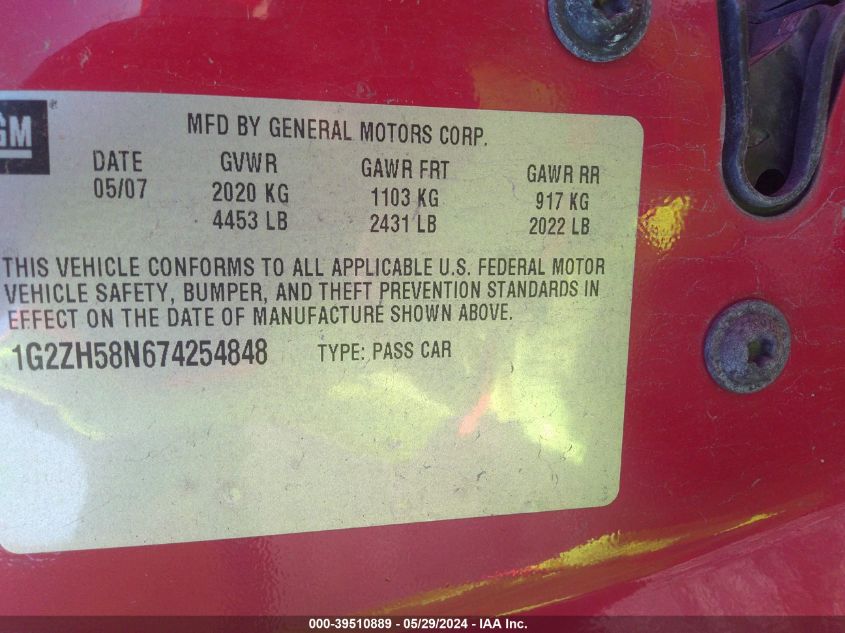 GM
MFD BY GENERAL MOTORS CORP.
DATE GVWR GAWR FRT GAWR RR
05/07 2020 KG 1103 KG 917 KG
4453 LB 2431 LB 2022 LB
THIS VEHICLE CONFORMS TO ALL APPLICABLE U.S. FEDERAL MOTOR
VEHICLE SAFETY, BUMPER, AND THEFT PREVENTION STANDARDS IN
EFFECT ON THE DATE OF MANUFACTURE SHOWN ABOVE.
1G2ZH58N674254848 TYPE: PASS CAR
000-39510889 - 05/29/2024 - IAA Inc.